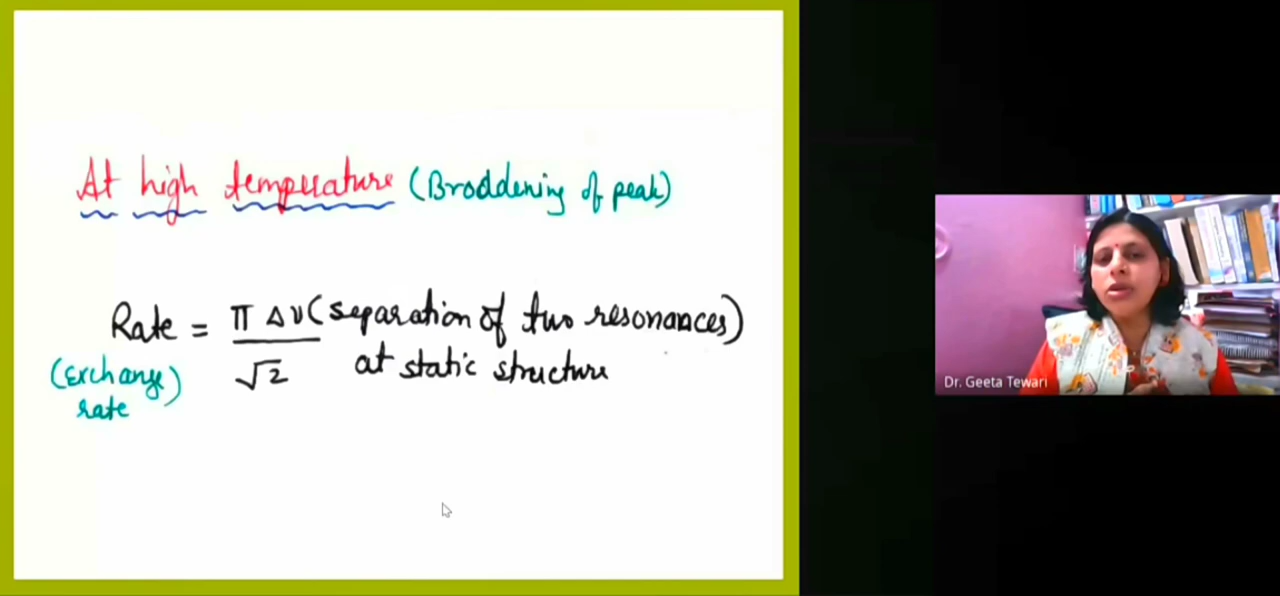 At high temperature (Broddening of peak)
Rate = π Δν (separation of two resonances)
(Exchange) √2 at static structure
rate
Dr. Geeta Tewari